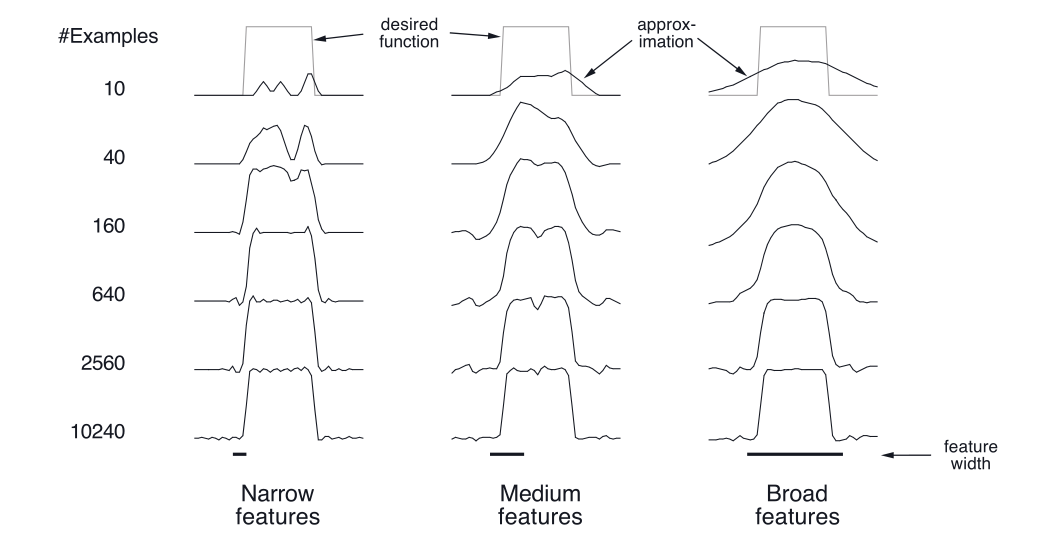 #Examples
desired
function
approx-
imation
10
40
160
640
2560
10240
feature
width
Narrow
features
Medium
features
Broad
features